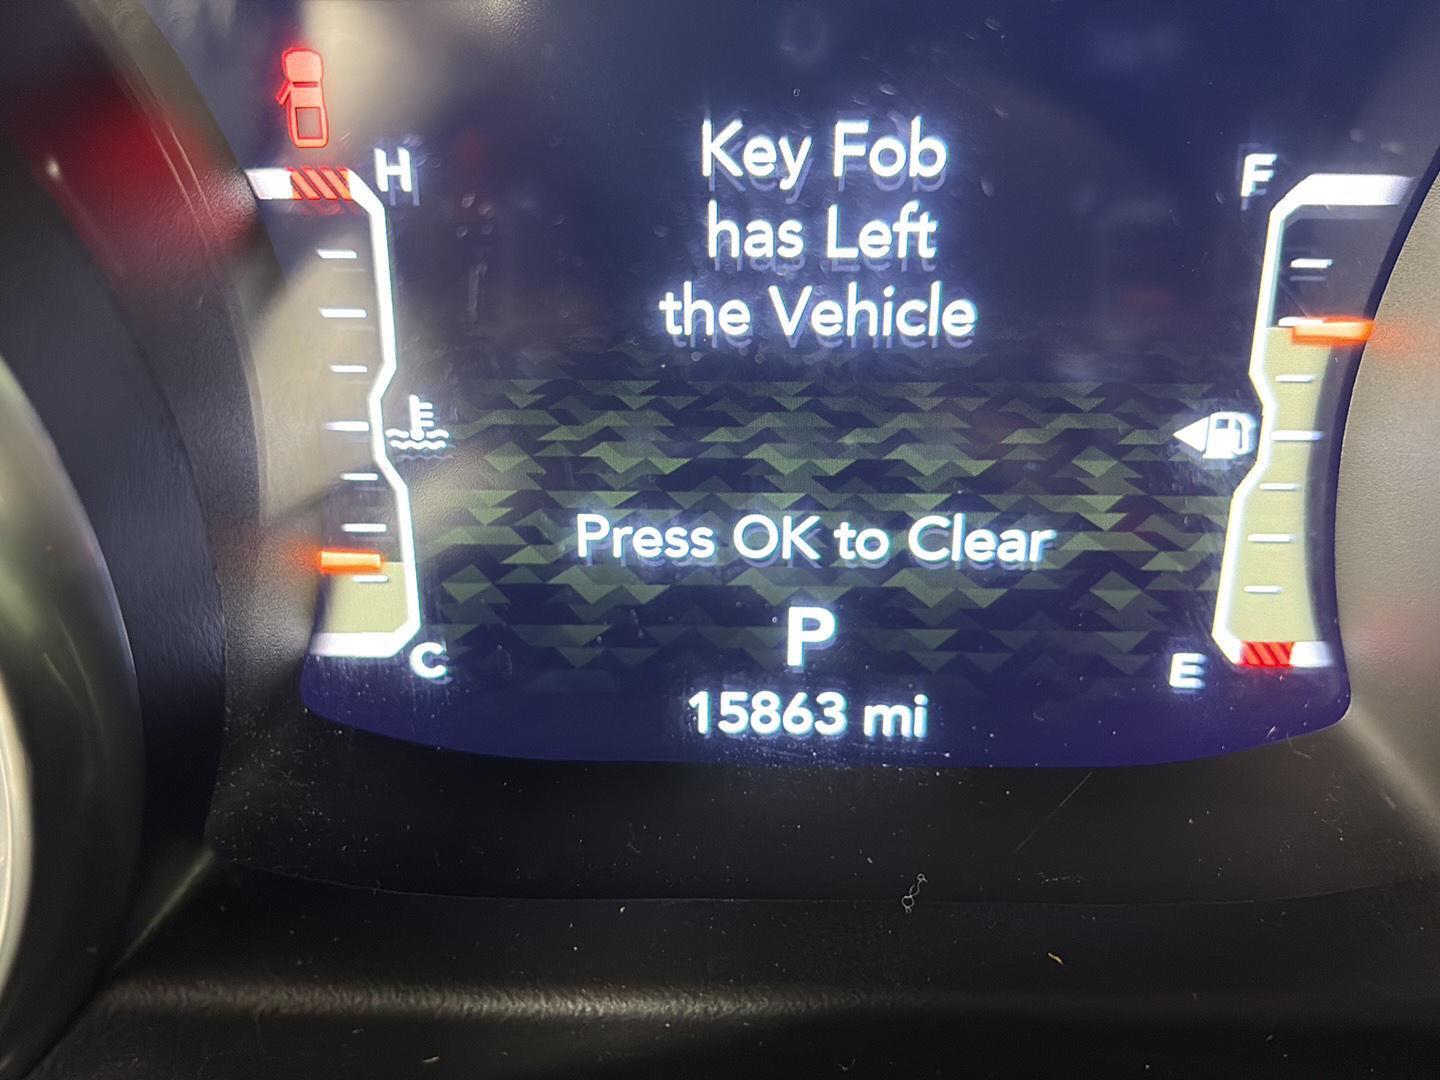 Key Fob
has Left
the Vehicle
H
F
Press OK to Clear
P
C
E
15863 mi